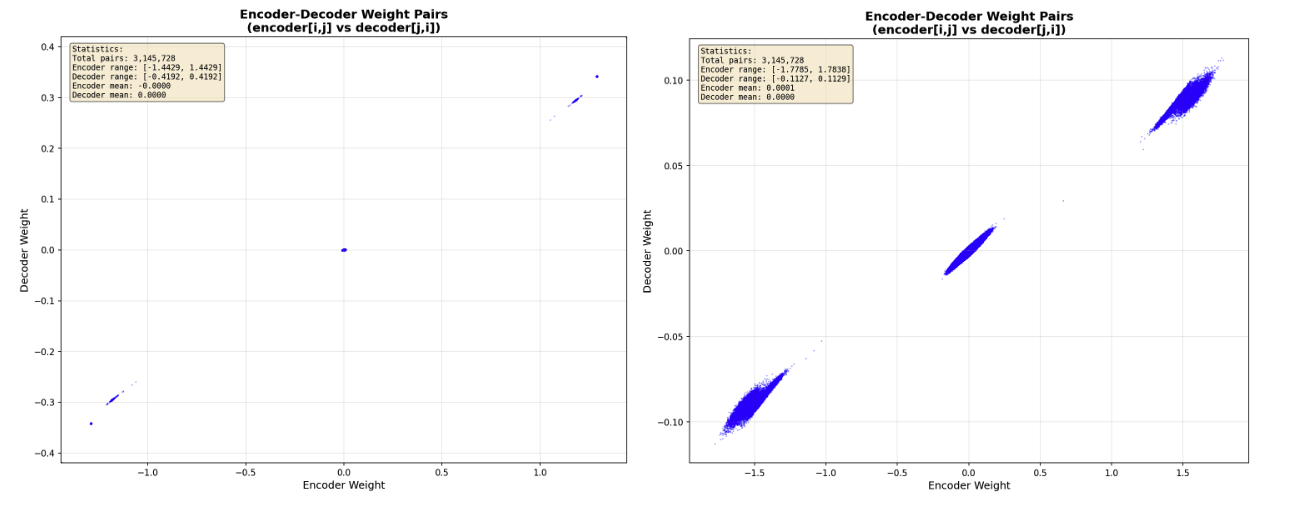 Encoder-Decoder Weight Pairs
(encoder[i,j] vs decoder[j,i])
Statistics:
Total pairs: 3,145,728
Encoder range: [-1.4429, 1.4429]
Decoder range: [-0.4192, 0.4192]
Encoder mean: -0.0000
Decoder mean: 0.0000
Decoder Weight
0.4
0.3
0.2
0.1
0.0
−0.1
−0.2
−0.3
−0.4
−1.0
−0.5
0.0
0.5
1.0
Encoder Weight
Encoder-Decoder Weight Pairs
(encoder[i,j] vs decoder[j,i])
Statistics:
Total pairs: 3,145,728
Encoder range: [-1.7785, 1.7838]
Decoder range: [-0.1127, 0.1129]
Encoder mean: 0.0001
Decoder mean: 0.0000
Decoder Weight
0.10
0.05
0.00
−0.05
−0.10
−1.5
−1.0
−0.5
0.0
0.5
1.0
1.5
Encoder Weight